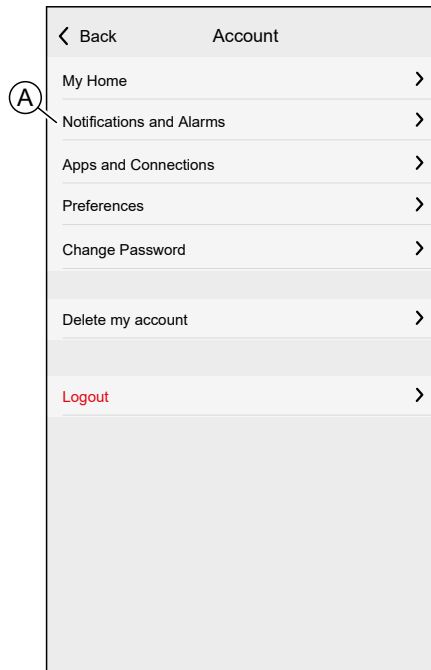 Back Account
My Home
A
Notifications and Alarms
Apps and Connections
Preferences
Change Password
Delete my account
Logout